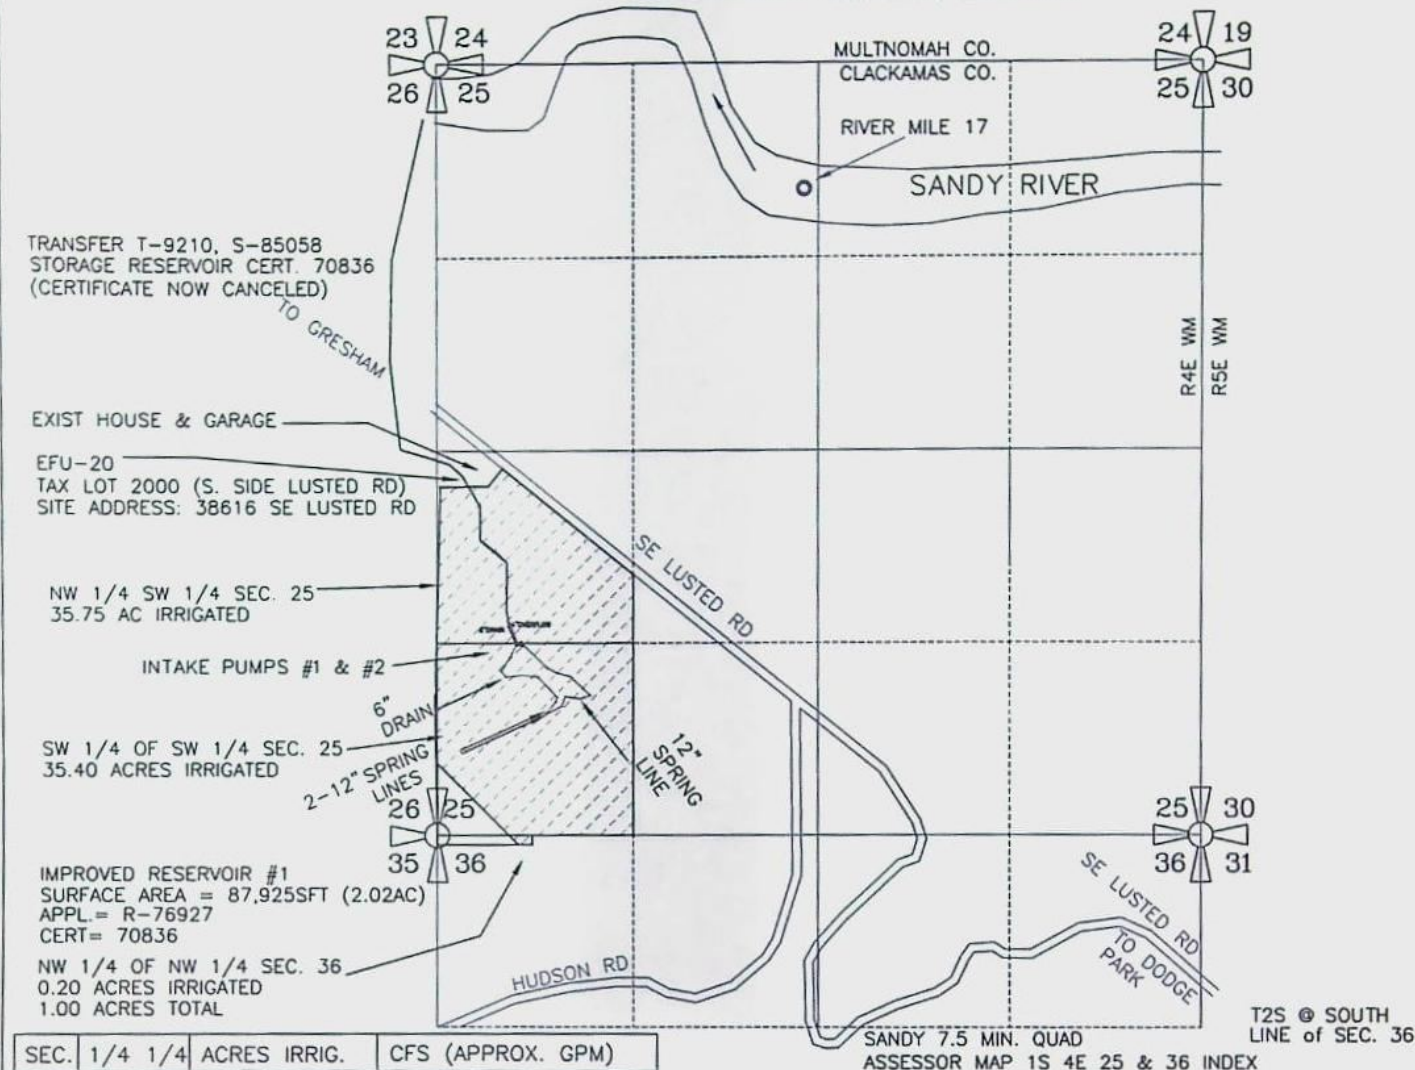 23 24
26 25
MULTNOMAH CO.
CLACKAMAS CO.
24 19
25 30
RIVER MILE 17
SANDY RIVER
TRANSFER T-9210, S-85058
STORAGE RESERVOIR CERT. 70836
(CERTIFICATE NOW CANCELED)
TO GRESHAM
R4E WM
R5E WM
EXIST HOUSE & GARAGE
EFU-20
TAX LOT 2000 (S. SIDE LUSTED RD)
SITE ADDRESS: 38616 SE LUSTED RD
SE LUSTED RD
NW 1/4 SW 1/4 SEC. 25
35.75 AC IRRIGATED
INTAKE PUMPS #1 & #2
6"
DRAIN
SW 1/4 OF SW 1/4 SEC. 25
35.40 ACRES IRRIGATED
2-12" SPRING
LINES
12"
SPRING
LINE
26 25
35 36
25 30
36 31
IMPROVED RESERVOIR #1
SURFACE AREA = 87,925SFT (2.02AC)
APPL.= R-76927
CERT= 70836
NW 1/4 OF NW 1/4 SEC. 36
0.20 ACRES IRRIGATED
1.00 ACRES TOTAL
HUDSON RD
SE LUSTED RD
TO DODGE
PARK
T2S @ SOUTH
LINE of SEC. 36
SANDY 7.5 MIN. QUAD
ASSESSOR MAP 1S 4E 25 & 36 INDEX
SEC. 1/4 1/4 ACRES IRRIG. CFS (APPROX. GPM)